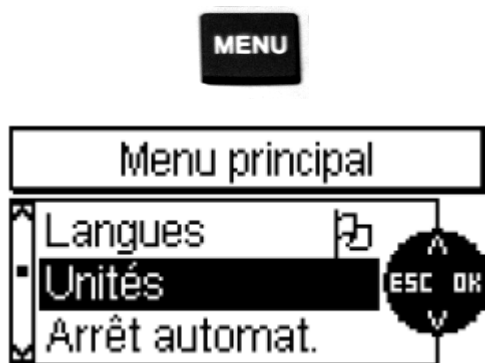 MENU
Menu principal
Langues
Unités
ESC OK
Arrêt automat.